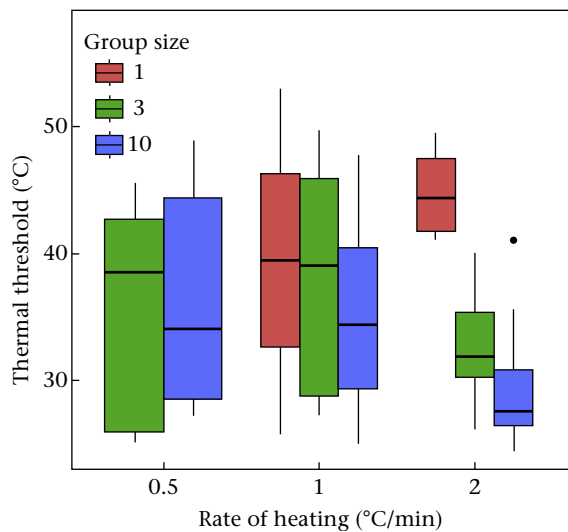 Group size
1
3
10
50
40
30
Thermal threshold (°C)
0.5 1 2
Rate of heating (°C/min)